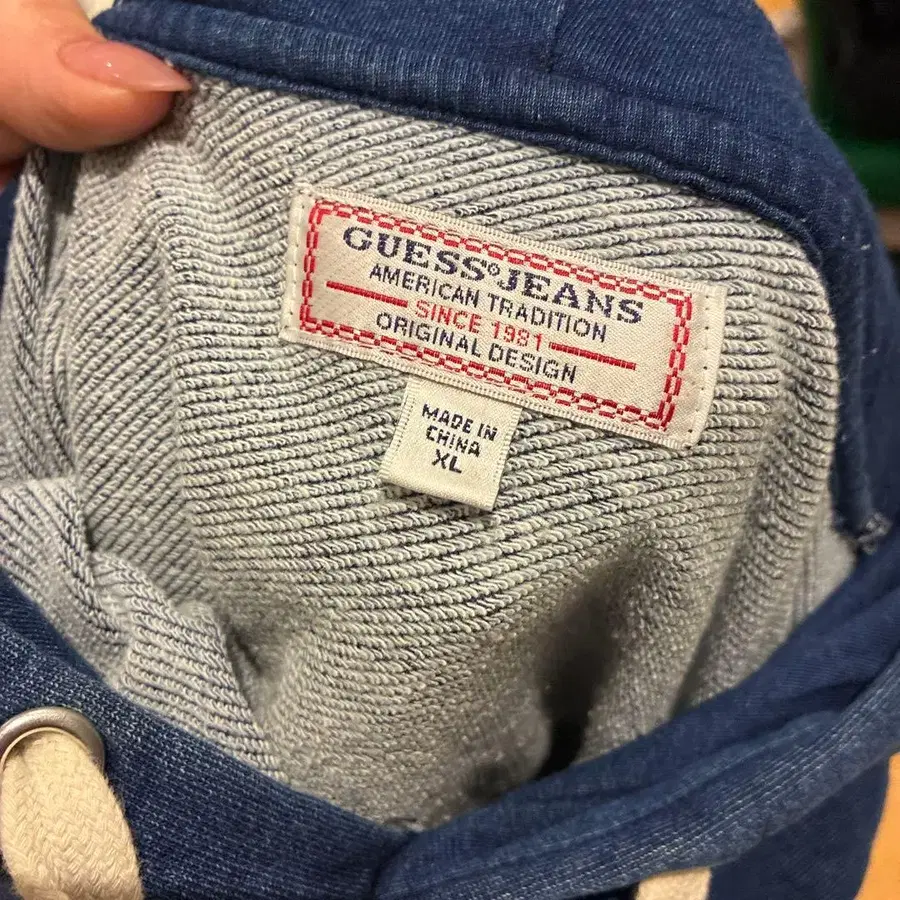 GUESS® JEANS
AMERICAN TRADITION
SINCE 1981
ORIGINAL DESIGN
MADE IN
CHINA
XL